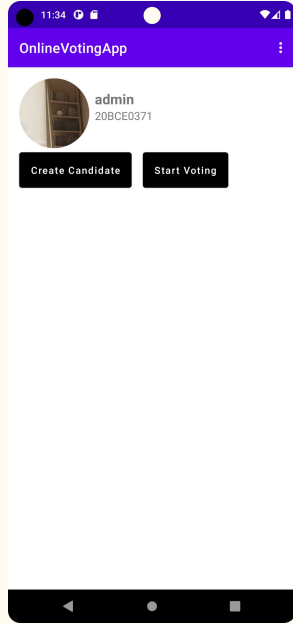 11:34
OnlineVotingApp
admin
20BCE0371
Create Candidate
Start Voting